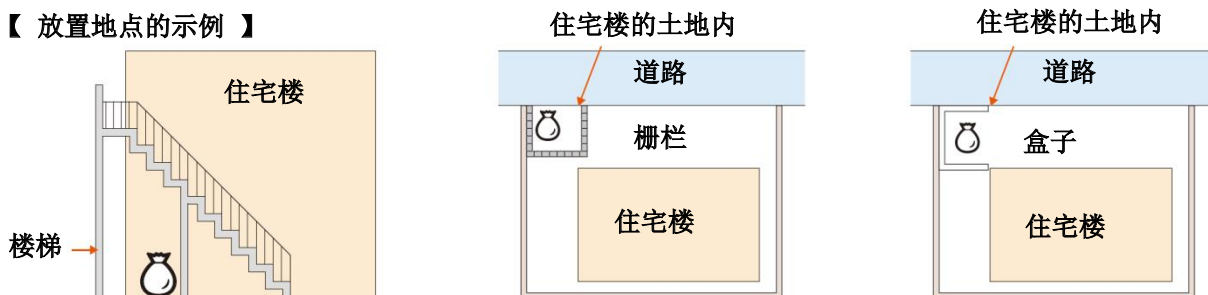 【 放置地点的示例 】
住宅楼
楼梯
住宅楼的土地内
道路
栅栏
住宅楼
住宅楼的土地内
道路
盒子
住宅楼